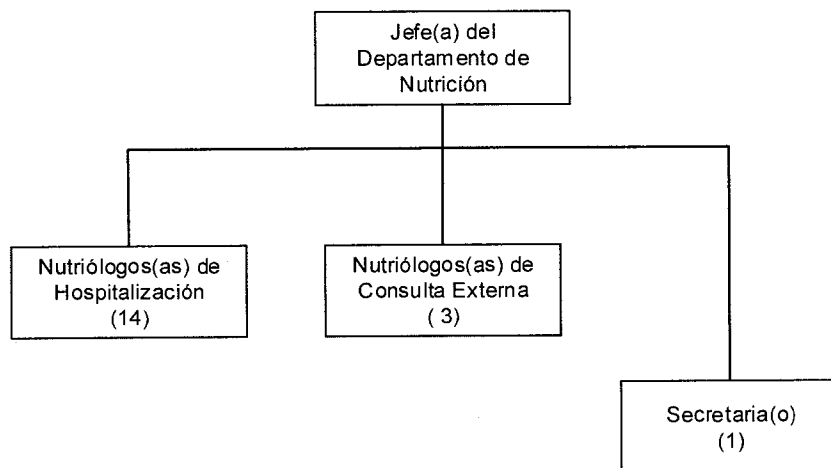 Jefe(a) del
Departamento de
Nutrición
Nutriólogos(as) de
Hospitalización
(14)
Nutriólogos(as) de
Consulta Externa
( 3)
Secretaria(o)
(1)